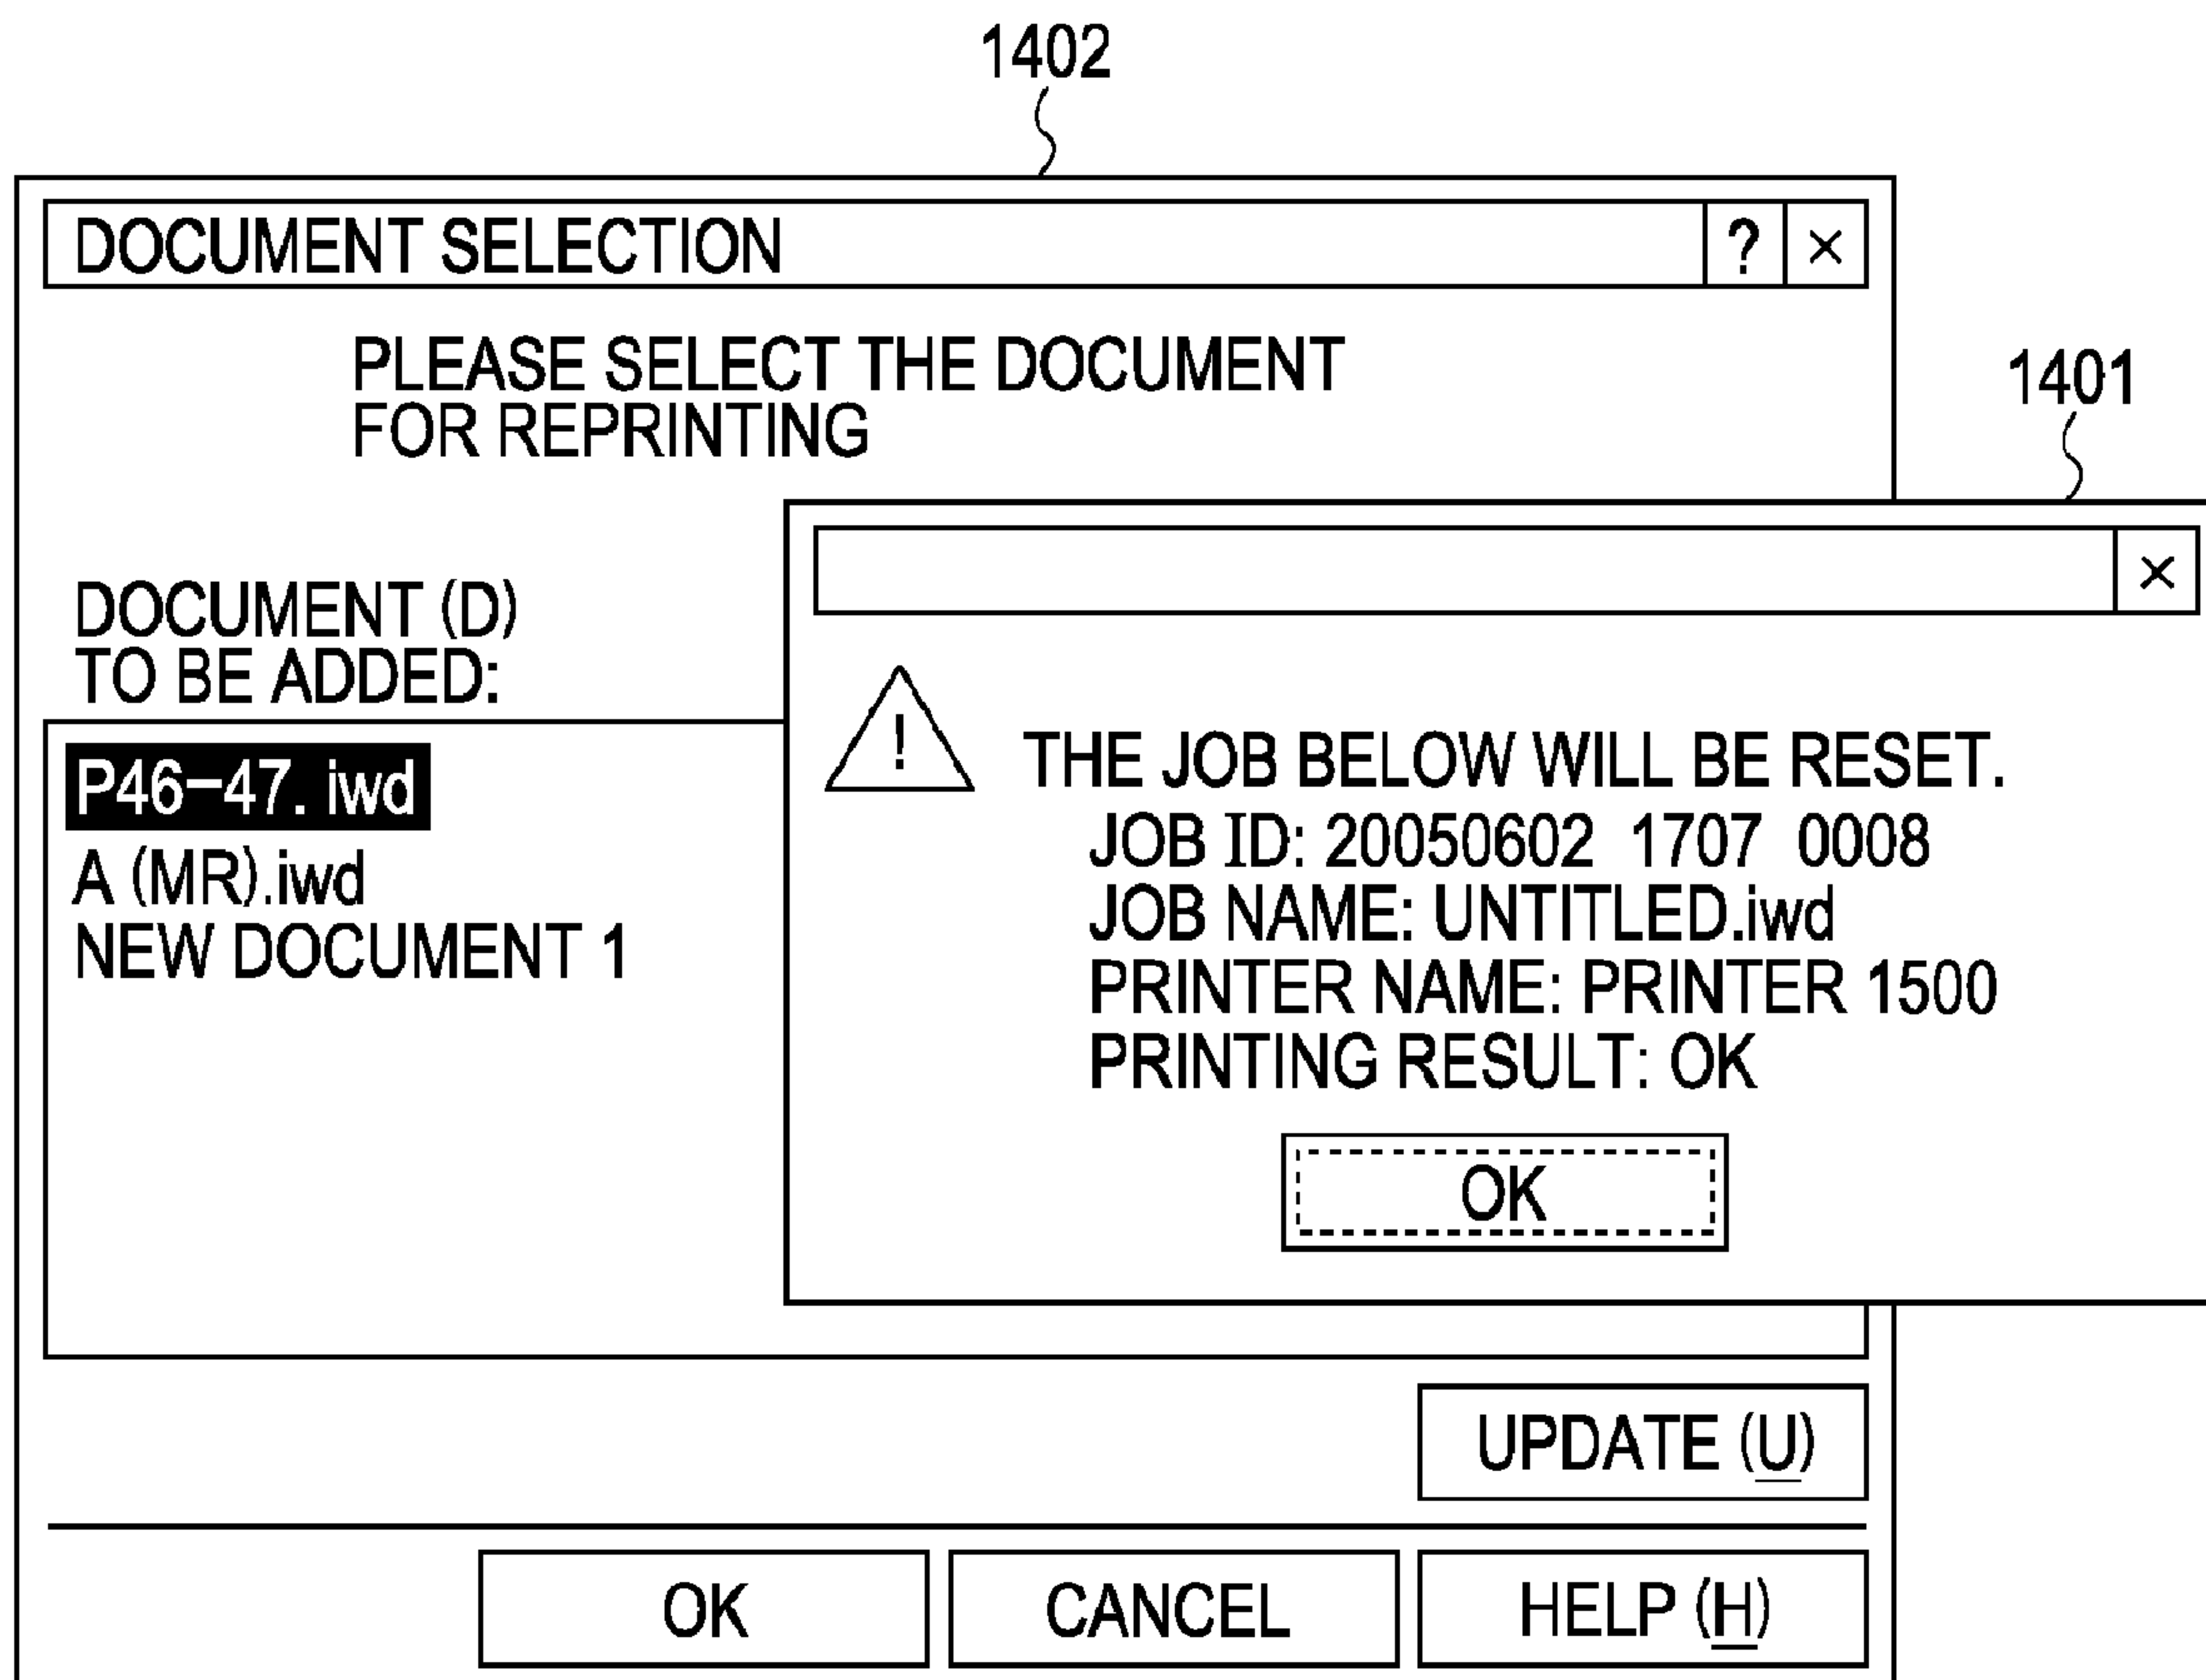 1402
DOCUMENT SELECTION ? ×
PLEASE SELECT THE DOCUMENT
FOR REPRINTING
1401
×
DOCUMENT (D)
TO BE ADDED:
P46-47. iwd
A (MR).iwd
NEW DOCUMENT 1
!
THE JOB BELOW WILL BE RESET.
JOB ID: 20050602 1707 0008
JOB NAME: UNTITLED.iwd
PRINTER NAME: PRINTER 1500
PRINTING RESULT: OK
OK
UPDATE (U)
OK CANCEL HELP (H)